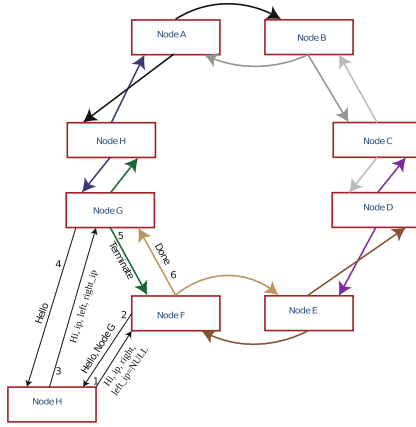 Node A
Node B
Node H
Node C
Node G
Node D
5
Terminate
Done
6
4
Hello
Hi, ip, left, right_ip
3
2
Hello, Node G
Node F
Node E
1
Hi, ip, right,
left_ip=NULL
Node H